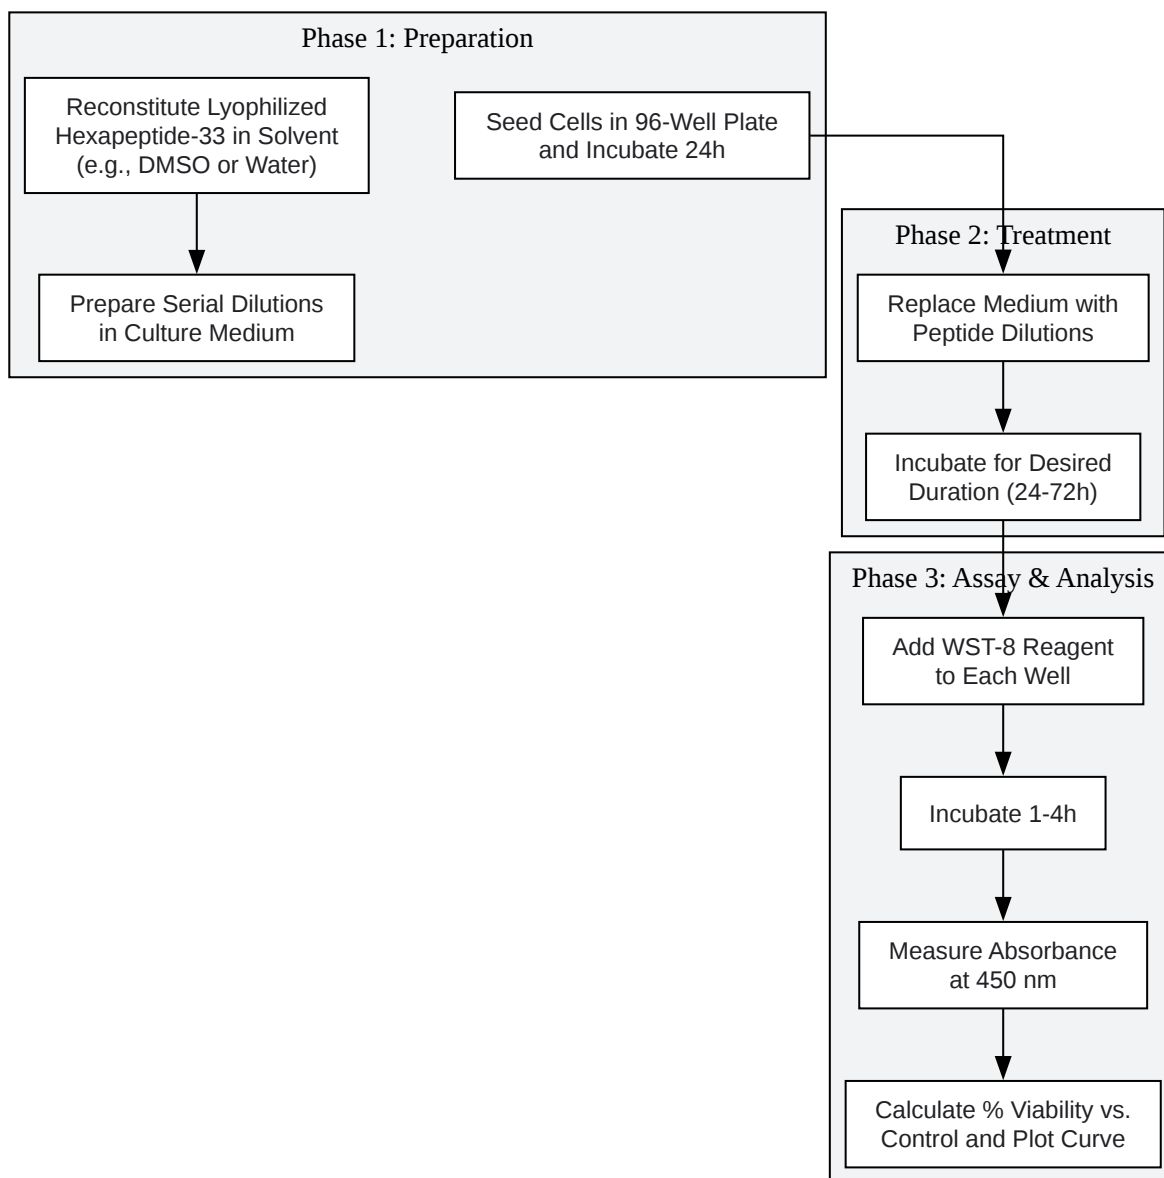 Phase 1: Preparation
Reconstitute Lyophilized
Hexapeptide-33 in Solvent
(e.g., DMSO or Water)
Seed Cells in 96-Well Plate
and Incubate 24h
Prepare Serial Dilutions
in Culture Medium
Phase 2: Treatment
Replace Medium with
Peptide Dilutions
Incubate for Desired
Duration (24-72h)
Phase 3: Assay & Analysis
Add WST-8 Reagent
to Each Well
Incubate 1-4h
Measure Absorbance
at 450 nm
Calculate % Viability vs.
Control and Plot Curve